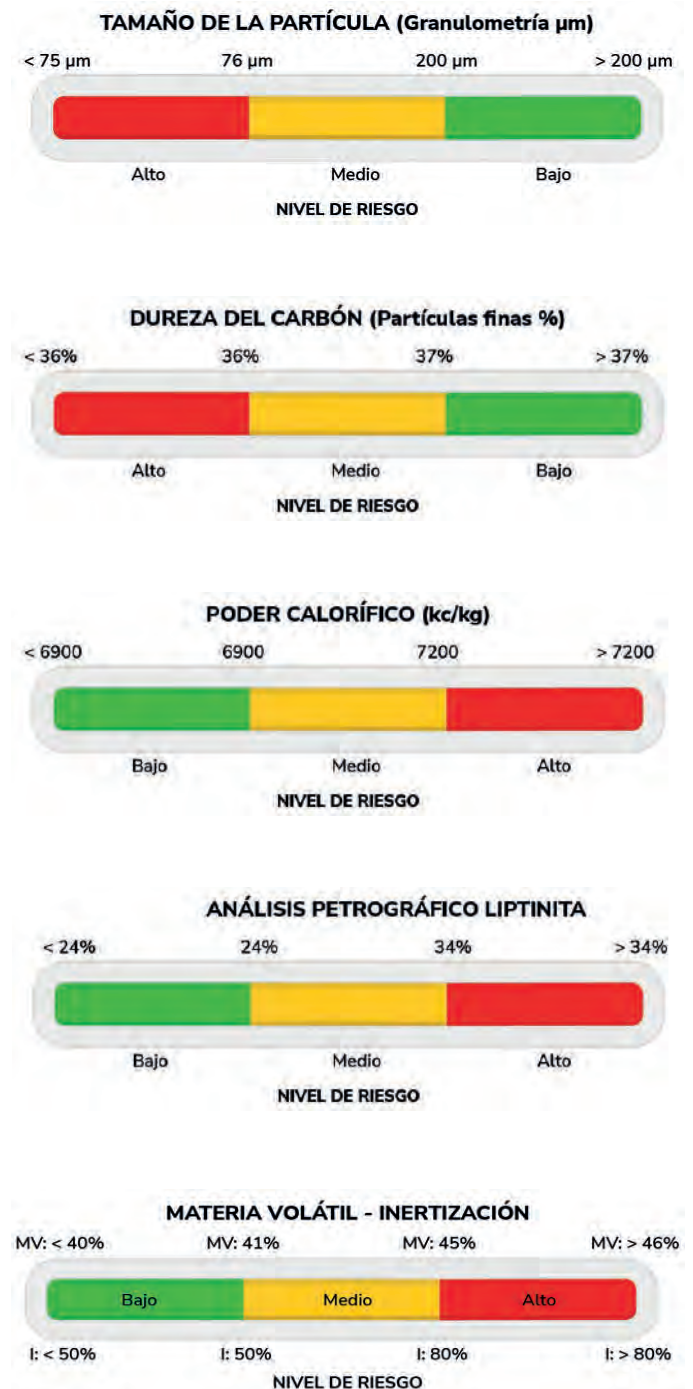 TAMAÑO DE LA PARTÍCULA (Granulometría µm)
< 75 µm 76 µm 200 µm > 200 µm
Alto Medio Bajo
NIVEL DE RIESGO
DUREZA DEL CARBÓN (Partículas finas %)
< 36% 36% 37% > 37%
Alto Medio Bajo
NIVEL DE RIESGO
PODER CALORÍFICO (kc/kg)
< 6900 6900 7200 > 7200
Bajo Medio Alto
NIVEL DE RIESGO
ANÁLISIS PETROGRÁFICO LIPTINITA
< 24% 24% 34% > 34%
Bajo Medio Alto
NIVEL DE RIESGO
MATERIA VOLÁTIL - INERTIZACIÓN
MV: < 40% MV: 41% MV: 45% MV: > 46%
Bajo Medio Alto
I: < 50% I: 50% I: 80% I: > 80%
NIVEL DE RIESGO